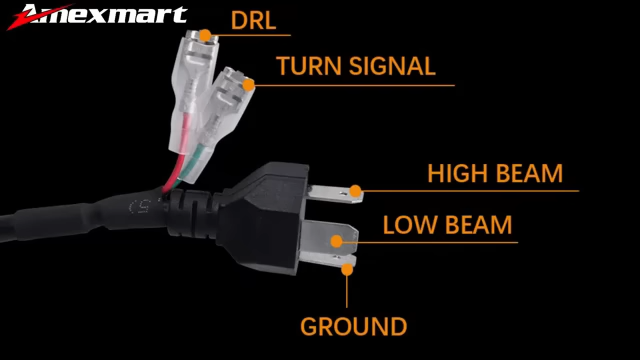 Amexmart
DRL
TURN SIGNAL
HIGH BEAM
LOW BEAM
GROUND